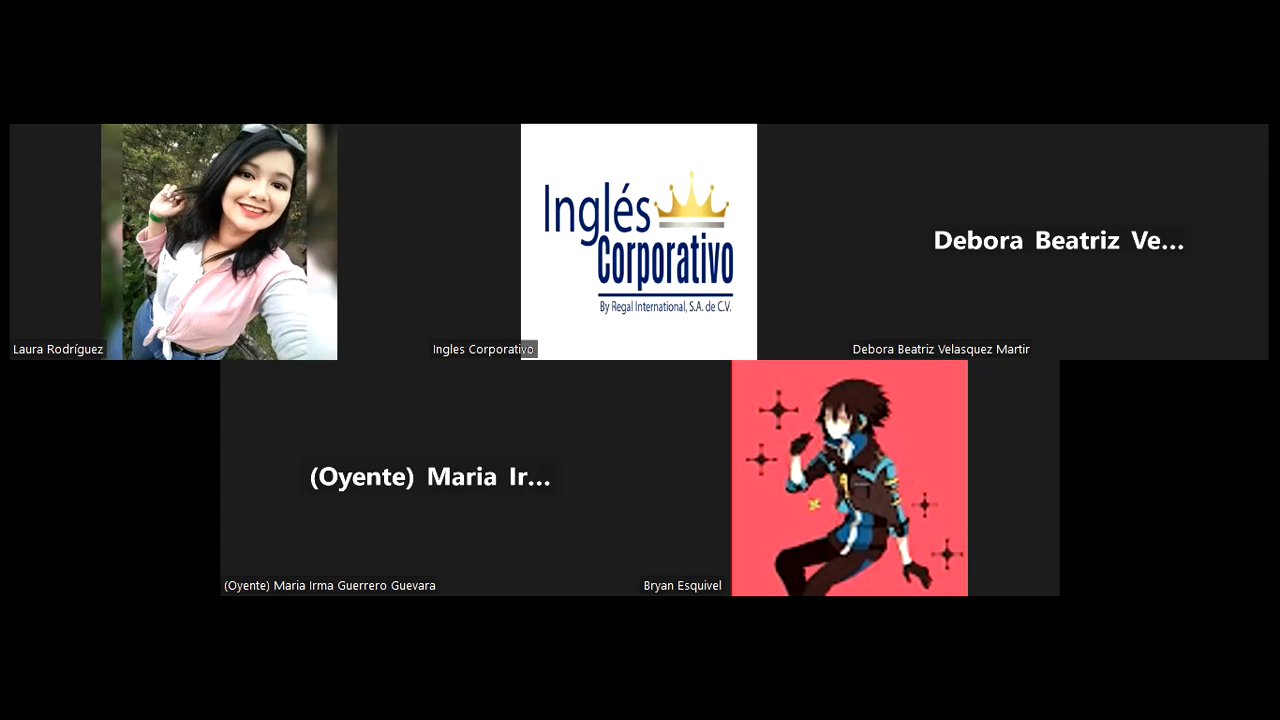 Inglés
Corporativo
By Regal International, S.A. de C.V.
Debora Beatriz Ve...
Laura Rodríguez
Ingles Corporativo
Debora Beatriz Velasquez Martir
(Oyente) Maria Ir...
(Oyente) Maria Irma Guerrero Guevara
Bryan Esquivel